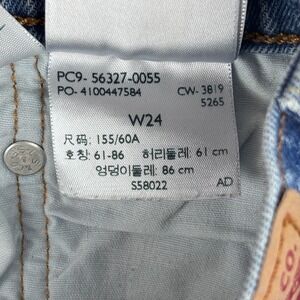 PC9- 56327-0055
PO- 4100447584 CW- 3819
5265
W24
尺码: 155/60A
호칭: 61-86 허리둘레: 61 cm
엉덩이둘레: 86 cm
S58022 AD